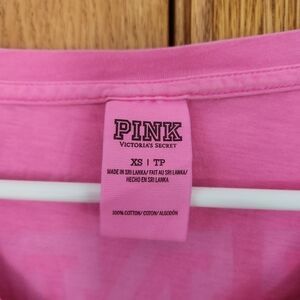 PINK
VICTORIA'S SECRET
XS | TP
MADE IN SRI LANKA/ FAIT AU SRI LANKA/
HECHO EN SRI LANKA
100% COTTON/ COTON/ ALGODÓN